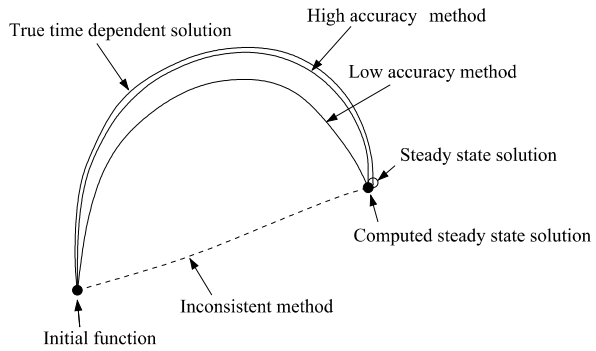 High accuracy method
True time dependent solution
Low accuracy method
Steady state solution
Computed steady state solution
Inconsistent method
Initial function